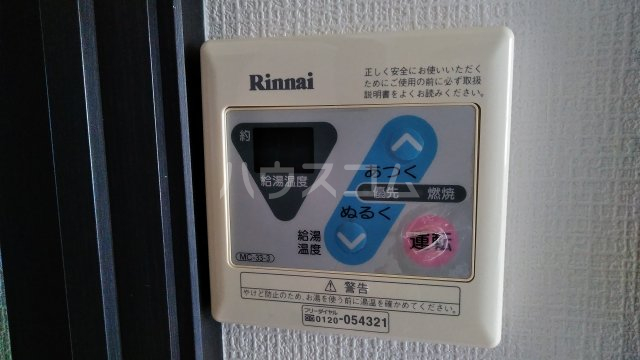 Rinnai
正しく安全にお使いいただく
ためにご使用の前に必ず取扱
説明書をよくお読みください。
約
給湯温度
あつく
優先 燃焼
ぬるく
給湯
温度
運転
MC-33-3
ハウスコム
警告
やけど防止のため、お湯を使う前に湯温を確かめてください。
フリーダイヤル
0120-054321